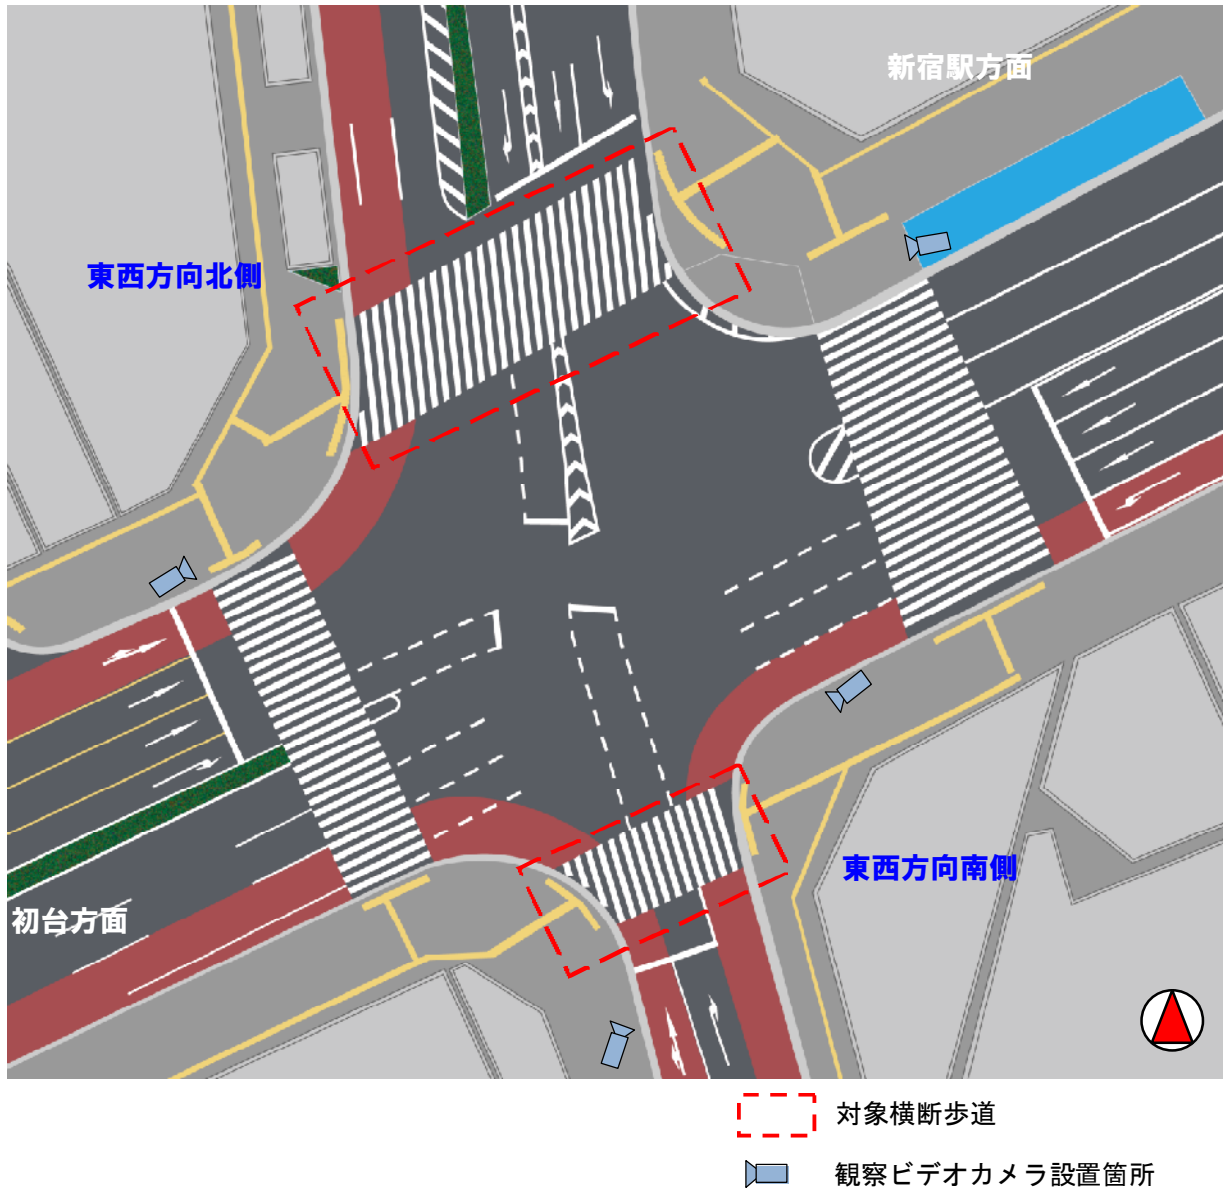 新宿駅方面
東西方向北側
東西方向南側
初台方面
対象横断歩道
観察ビデオカメラ設置箇所